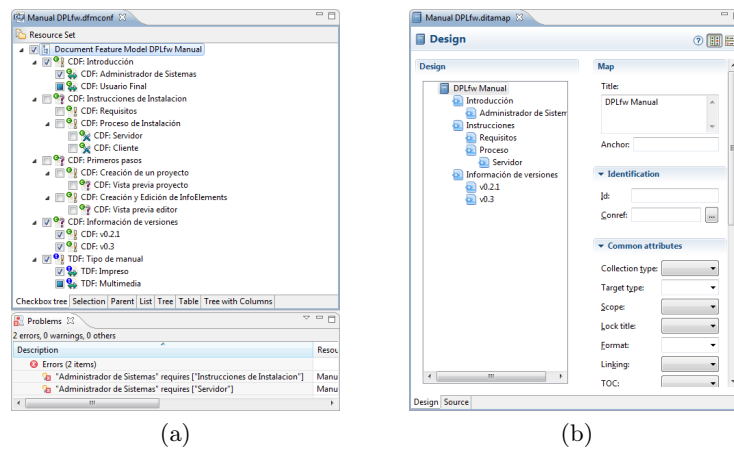 Manual DPLfw.dfmconf
Resource Set
Document Feature Model DPLfw Manual
CDF: Introducción
CDF: Administrador de Sistemas
CDF: Usuario Final
CDF: Instrucciones de Instalacion
CDF: Requisitos
CDF: Proceso de Instalación
CDF: Servidor
CDF: Cliente
CDF: Primeros pasos
CDF: Creación de un proyecto
CDF: Vista previa proyecto
CDF: Creación y Edición de InfoElements
CDF: Vista previa editor
CDF: Información de versiones
CDF: v0.2.1
CDF: v0.3
TDF: Tipo de manual
TDF: Impreso
TDF: Multimedia
Checkbox tree Selection Parent List Tree Table Tree with Columns
Problems
2 errors, 0 warnings, 0 others
Description Resou
Errors (2 items)
"Administrador de Sistemas" requires ["Instrucciones de Instalacion"] Manu
"Administrador de Sistemas" requires ["Servidor"] Manu
(a)
Manual DPLfw.ditamap
Design
Design
DPLfw Manual
Introducción
Administrador de Sistem
Instrucciones
Requisitos
Proceso
Servidor
Información de versiones
v0.2.1
v0.3
Map
Title:
DPLfw Manual
Anchor:
Identification
Id:
Conref:
...
Common attributes
Collection type:
Target type:
Scope:
Lock title:
Format:
Linking:
TOC:
Design Source
(b)